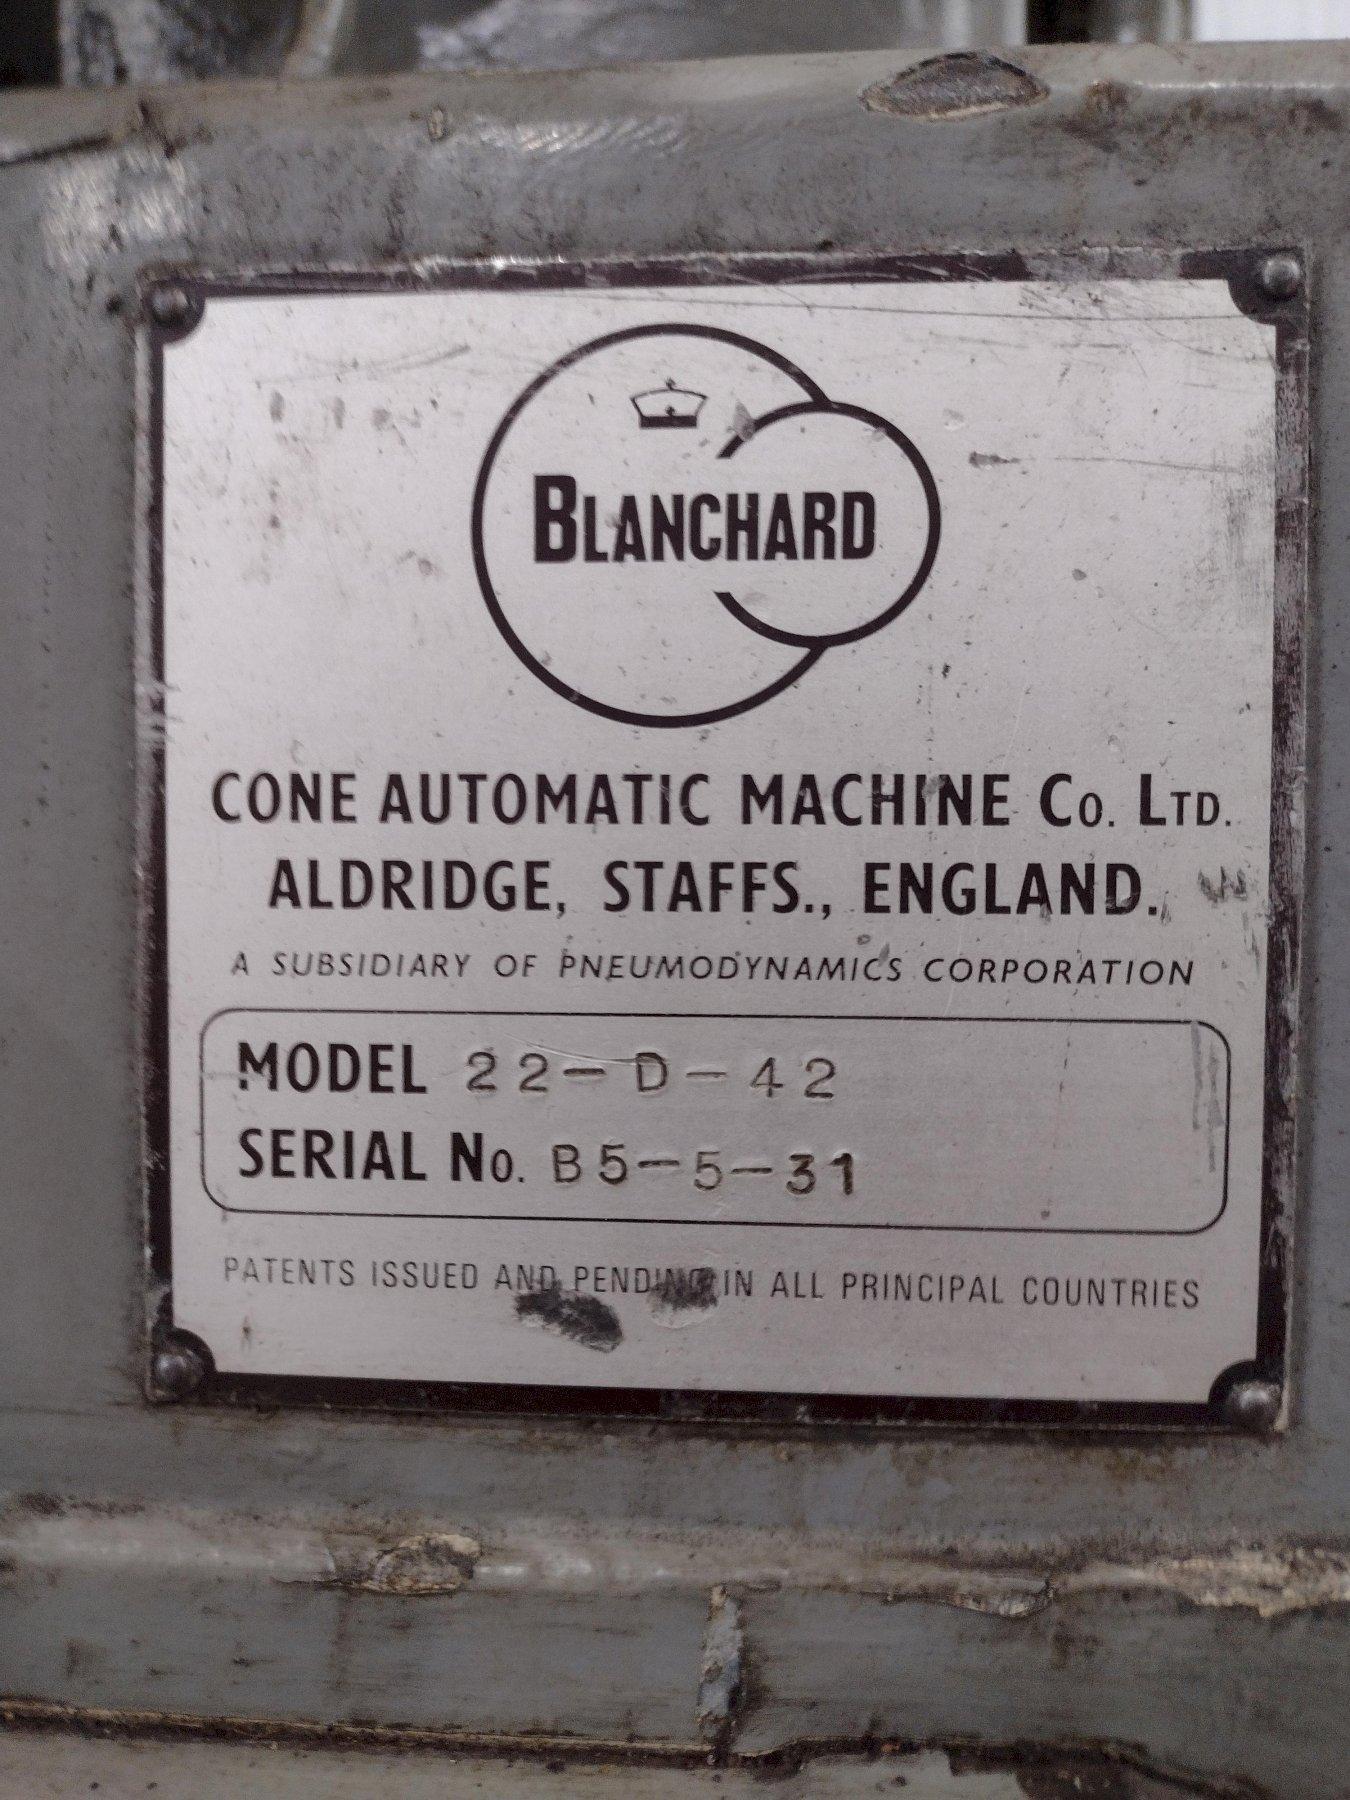 BLANCHARD
CONE AUTOMATIC MACHINE Co. LTD.
ALDRIDGE, STAFFS., ENGLAND.
A SUBSIDIARY OF PNEUMODYNAMICS CORPORATION
MODEL 22-D-42
SERIAL No. B5-5-31
PATENTS ISSUED AND PENDING IN ALL PRINCIPAL COUNTRIES